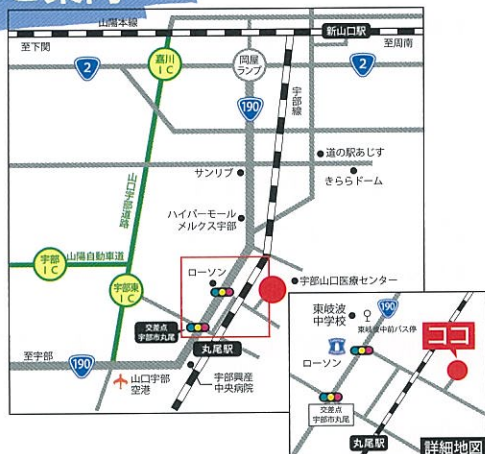 山陽本線
新山口駅
至下関
至周南
2
嘉川
IC
岡屋
ランプ
2
190
宇部線
道の駅あじす
サンリブ
きららドーム
山口宇部道路
ハイパーモール
メルクス宇部
宇部
IC
山陽自動車道
宇部東
IC
ローソン
宇部山口医療センター
交差点
宇部市丸尾
丸尾駅
至宇部
190
山口宇部
空港
宇部興産
中央病院
190
東岐波
中学校
東岐波中前バス停
ココ
ローソン
交差点
宇部市丸尾
丸尾駅
詳細地図